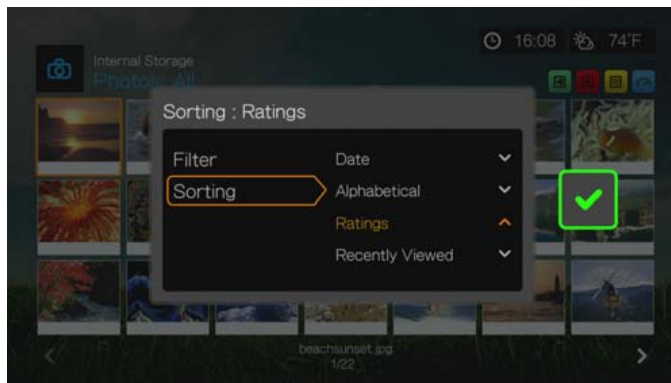 16:08 74°F
Internal Storage
Photos: All
Sorting : Ratings
Filter
Sorting
Date
Alphabetical
Ratings
Recently Viewed
beachsunset.jpg
1/22